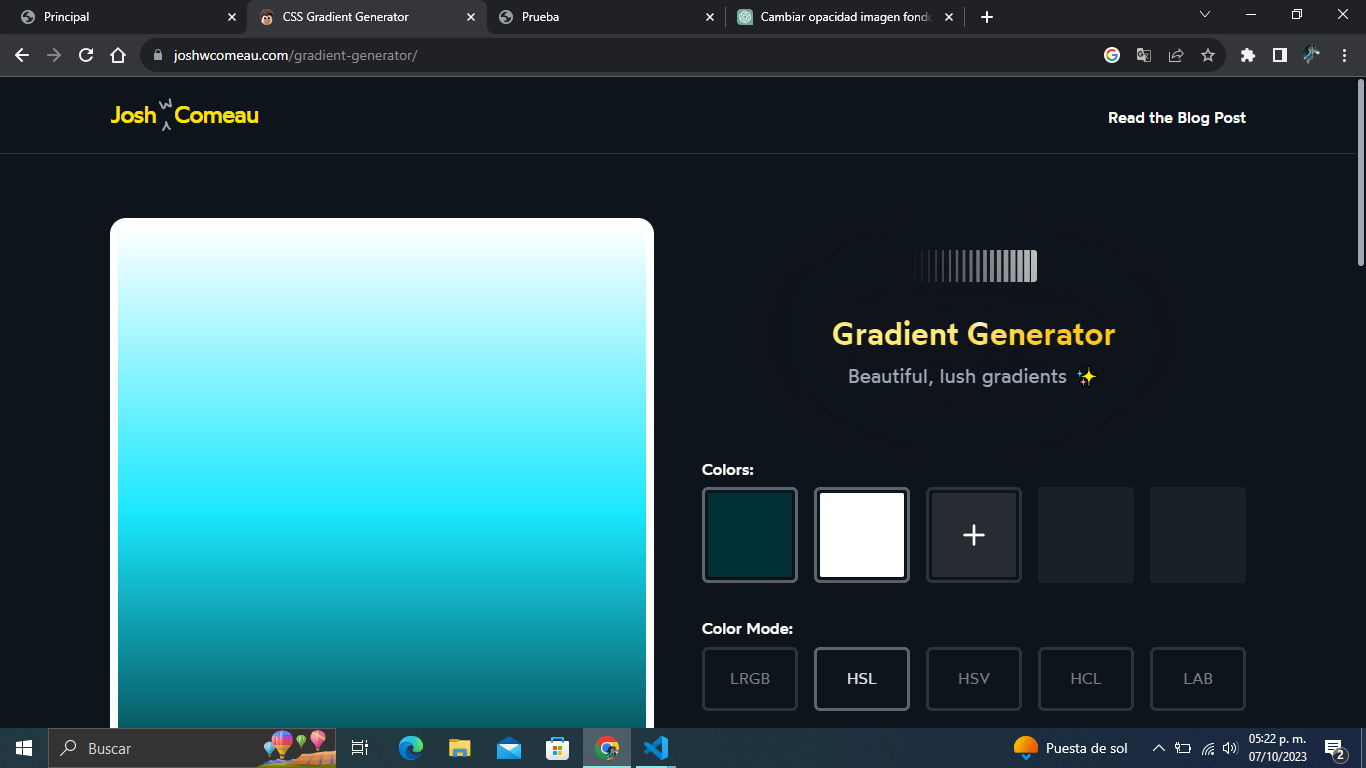 Principal
CSS Gradient Generator
Prueba
Cambiar opacidad imagen fondo
joshwcomeau.com/gradient-generator/
Josh W Comeau
Read the Blog Post
Gradient Generator
Beautiful, lush gradients ✨
Colors:
Color Mode:
LRGB
HSL
HSV
HCL
LAB
Buscar
Puesta de sol
05:22 p. m.
07/10/2023
2